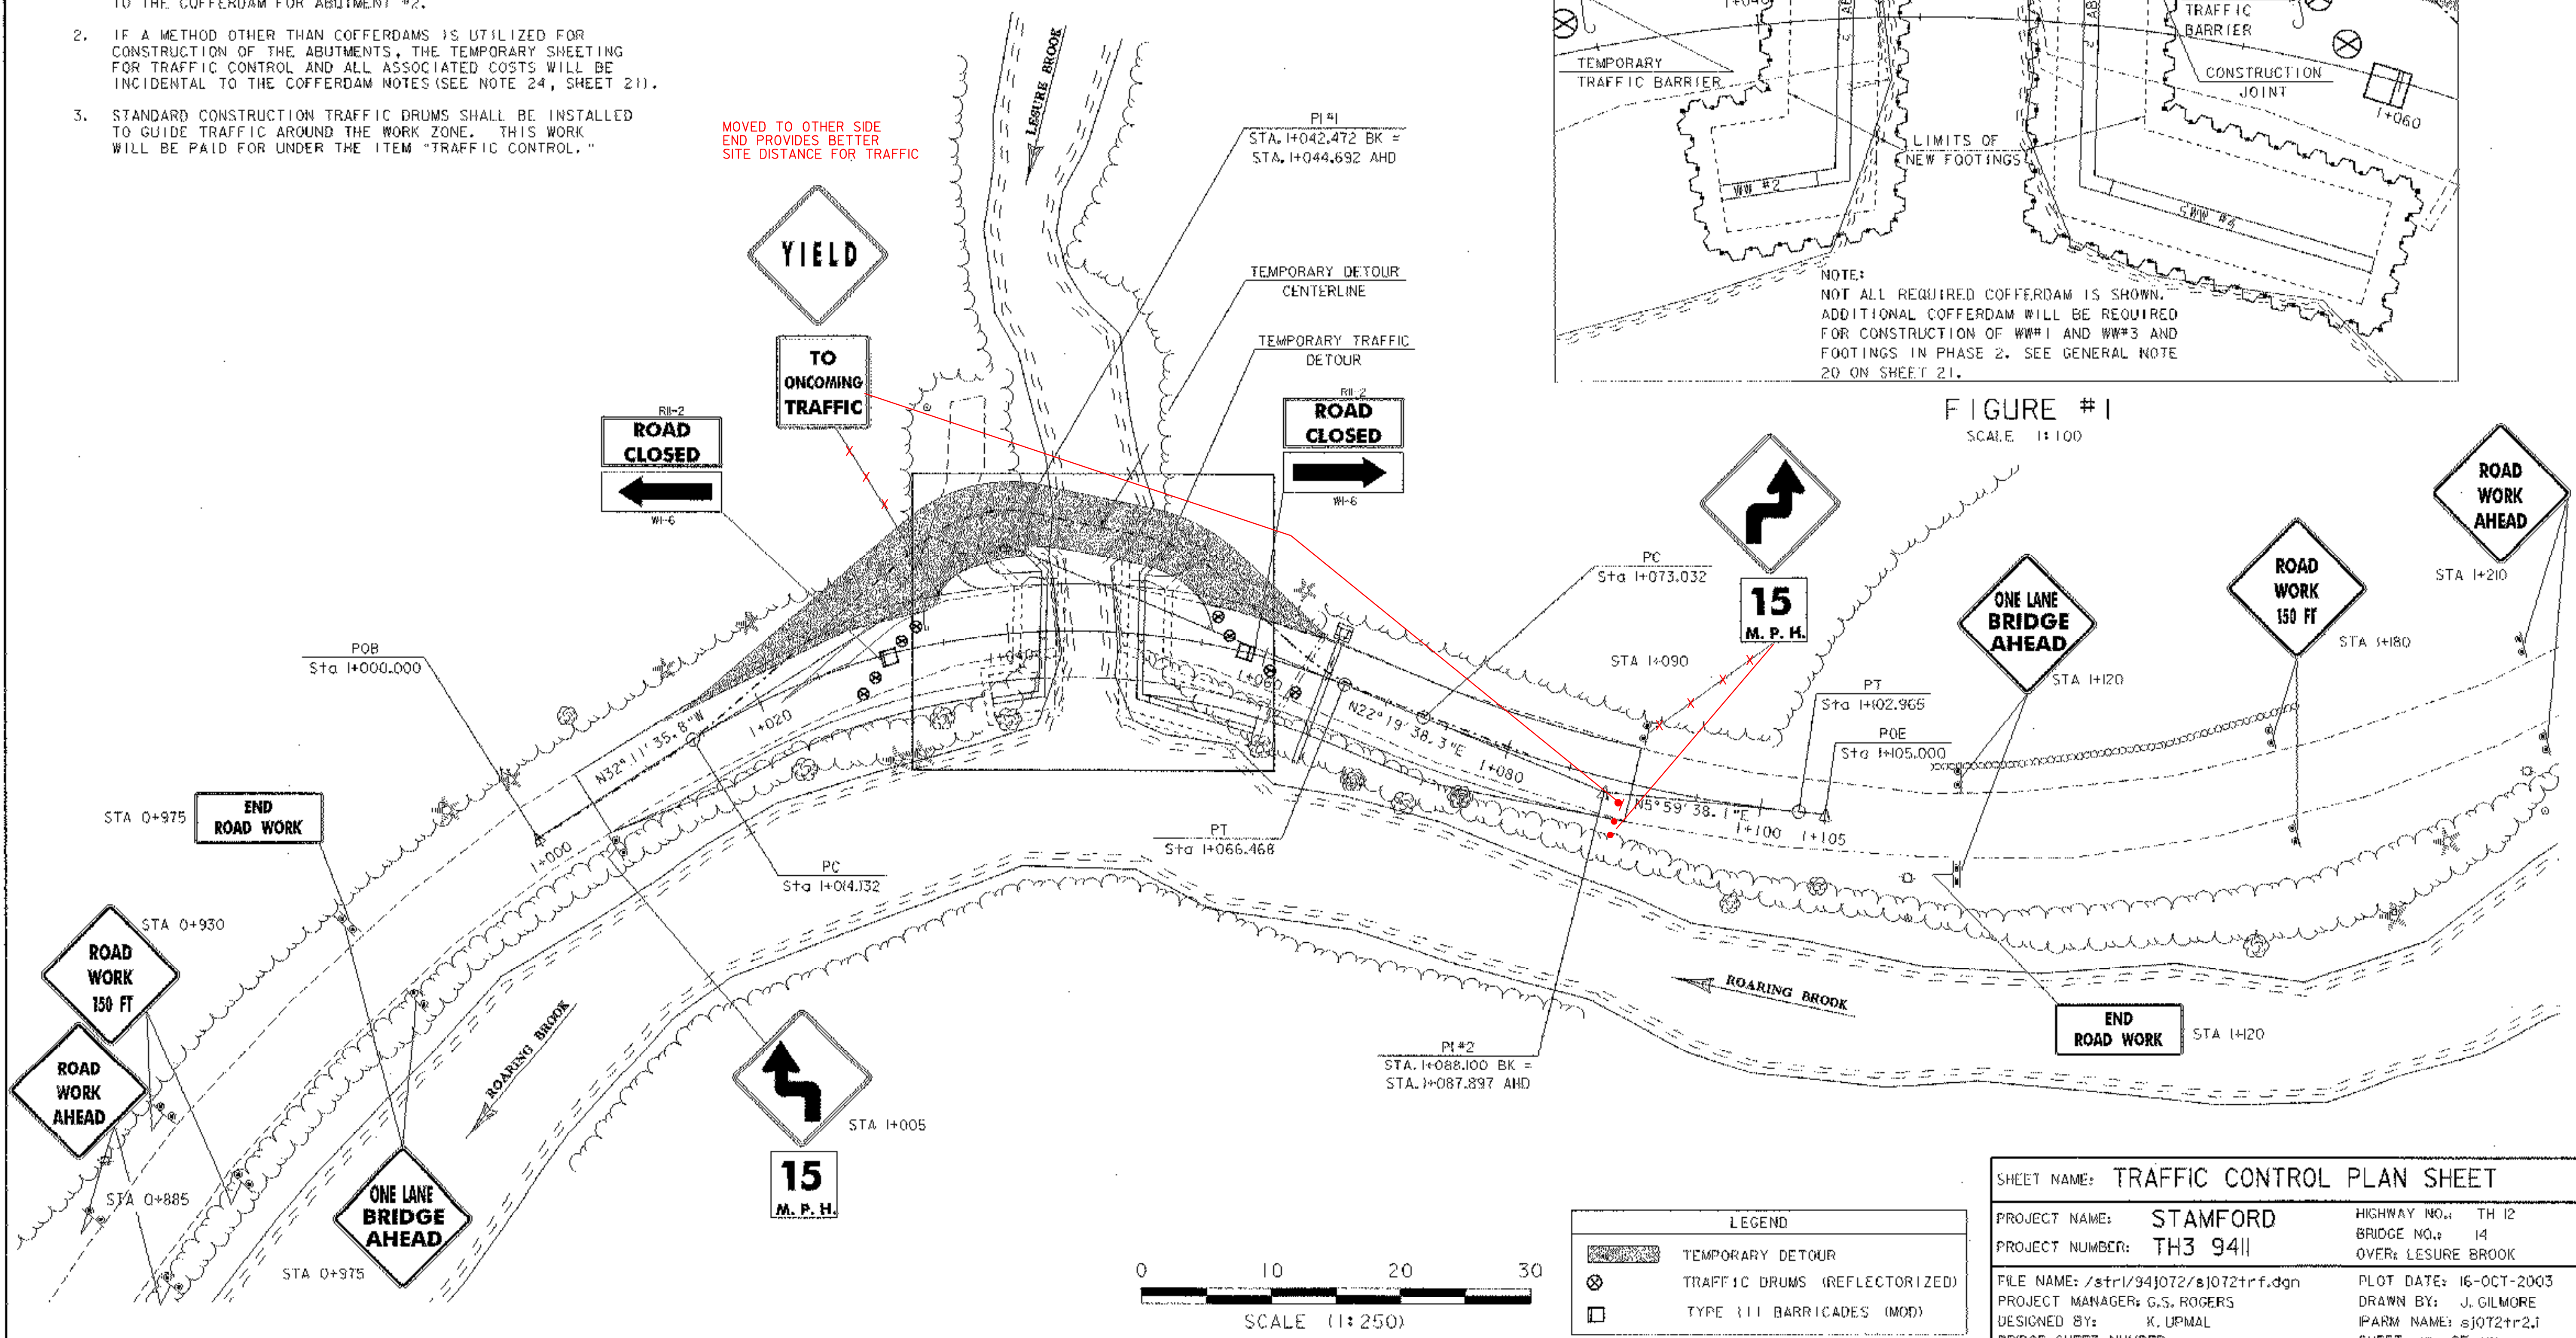 TO THE COFFERDAM FOR ABUTMENT #2.
2. IF A METHOD OTHER THAN COFFERDAMS IS UTILIZED FOR
CONSTRUCTION OF THE ABUTMENTS, THE TEMPORARY SHEETING
FOR TRAFFIC CONTROL AND ALL ASSOCIATED COSTS WILL BE
INCIDENTAL TO THE COFFERDAM NOTES (SEE NOTE 24, SHEET 21).
3. STANDARD CONSTRUCTION TRAFFIC DRUMS SHALL BE INSTALLED
TO GUIDE TRAFFIC AROUND THE WORK ZONE. THIS WORK
WILL BE PAID FOR UNDER THE ITEM "TRAFFIC CONTROL."
MOVED TO OTHER SIDE
END PROVIDES BETTER
SITE DISTANCE FOR TRAFFIC
LESURE BROOK
PI #1
STA. 1+042.472 BK =
STA. 1+044.692 AHD
TEMPORARY DETOUR
CENTERLINE
TEMPORARY TRAFFIC
DETOUR
YIELD
TO
ONCOMING
TRAFFIC
R11-2
ROAD
CLOSED
W1-6
R11-2
ROAD
CLOSED
W1-6
1+040
TEMPORARY
TRAFFIC BARRIER
TRAFFIC
BARRIER
CONSTRUCTION
JOINT
1+060
LIMITS OF
NEW FOOTINGS
WW #2
WW #4
NOTE:
NOT ALL REQUIRED COFFERDAM IS SHOWN.
ADDITIONAL COFFERDAM WILL BE REQUIRED
FOR CONSTRUCTION OF WW#1 AND WW#3 AND
FOOTINGS IN PHASE 2. SEE GENERAL NOTE
20 ON SHEET 21.
FIGURE #1
SCALE 1:100
PC
Sta 1+073.032
15
M. P. H.
STA 1+090
ONE LANE
BRIDGE
AHEAD
STA 1+120
ROAD
WORK
150 FT
STA 1+180
ROAD
WORK
AHEAD
STA 1+210
PT
Sta 1+102.965
POE
Sta 1+105.000
POB
Sta 1+000.000
N32°11'35.8"W
1+000
1+020
1+040
1+060
N22°19'38.3"E
1+080
N5°59'38.1"E
1+100
1+105
STA 0+975
END
ROAD WORK
PC
Sta 1+014.132
PT
Sta 1+066.468
STA 0+930
ROAD
WORK
150 FT
ROAD
WORK
AHEAD
STA 0+885
ONE LANE
BRIDGE
AHEAD
STA 0+975
ROARING BROOK
STA 1+005
15
M. P. H.
PI #2
STA. 1+088.100 BK =
STA. 1+087.897 AHD
ROARING BROOK
END
ROAD WORK
STA 1+120
0 10 20 30
SCALE (1:250)
LEGEND
TEMPORARY DETOUR
TRAFFIC DRUMS (REFLECTORIZED)
TYPE III BARRICADES (MOD)
SHEET NAME: TRAFFIC CONTROL PLAN SHEET
PROJECT NAME: STAMFORD
HIGHWAY NO.: TH 12
PROJECT NUMBER: TH3 9411
BRIDGE NO.: 14
OVER: LESURE BROOK
FILE NAME: /str1/94j072/sj072trf.dgn
PLOT DATE: 16-OCT-2003
PROJECT MANAGER: G.S. ROGERS
DRAWN BY: J. GILMORE
DESIGNED BY: K. UPMAL
IPARM NAME: sj072tr2.i